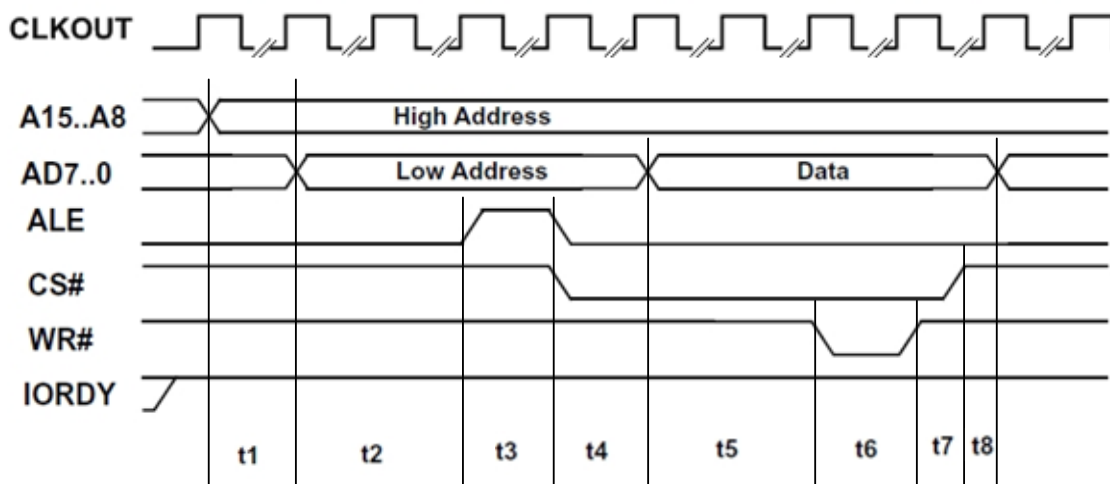 CLKOUT
A15..A8 High Address
AD7..0 Low Address Data
ALE
CS#
WR#
IORDY
t1 t2 t3 t4 t5 t6 t7 t8